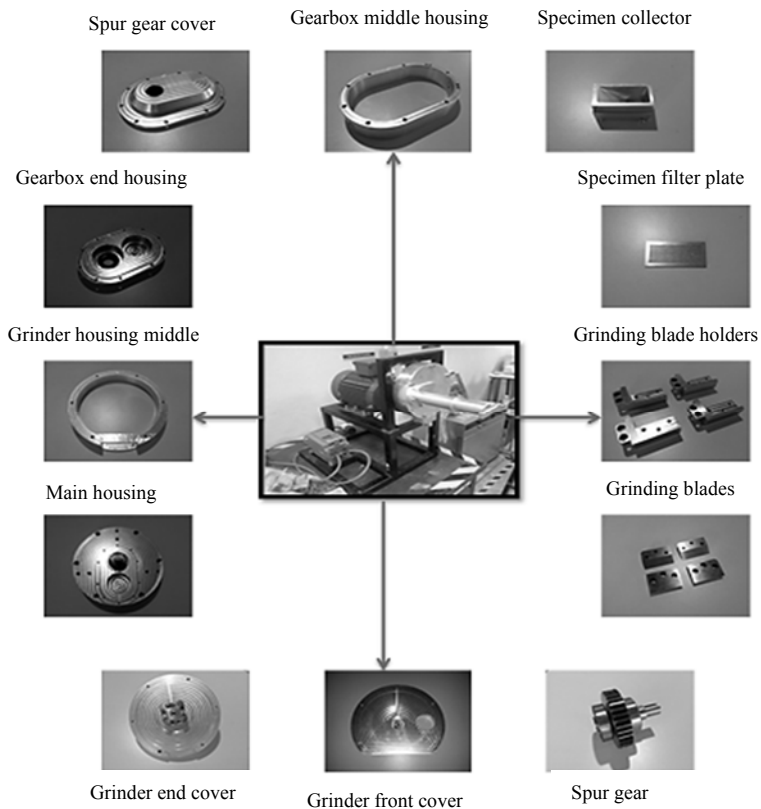 Spur gear cover
Gearbox middle housing
Specimen collector
Gearbox end housing
Specimen filter plate
Grinder housing middle
Grinding blade holders
Main housing
Grinding blades
Grinder end cover
Grinder front cover
Spur gear